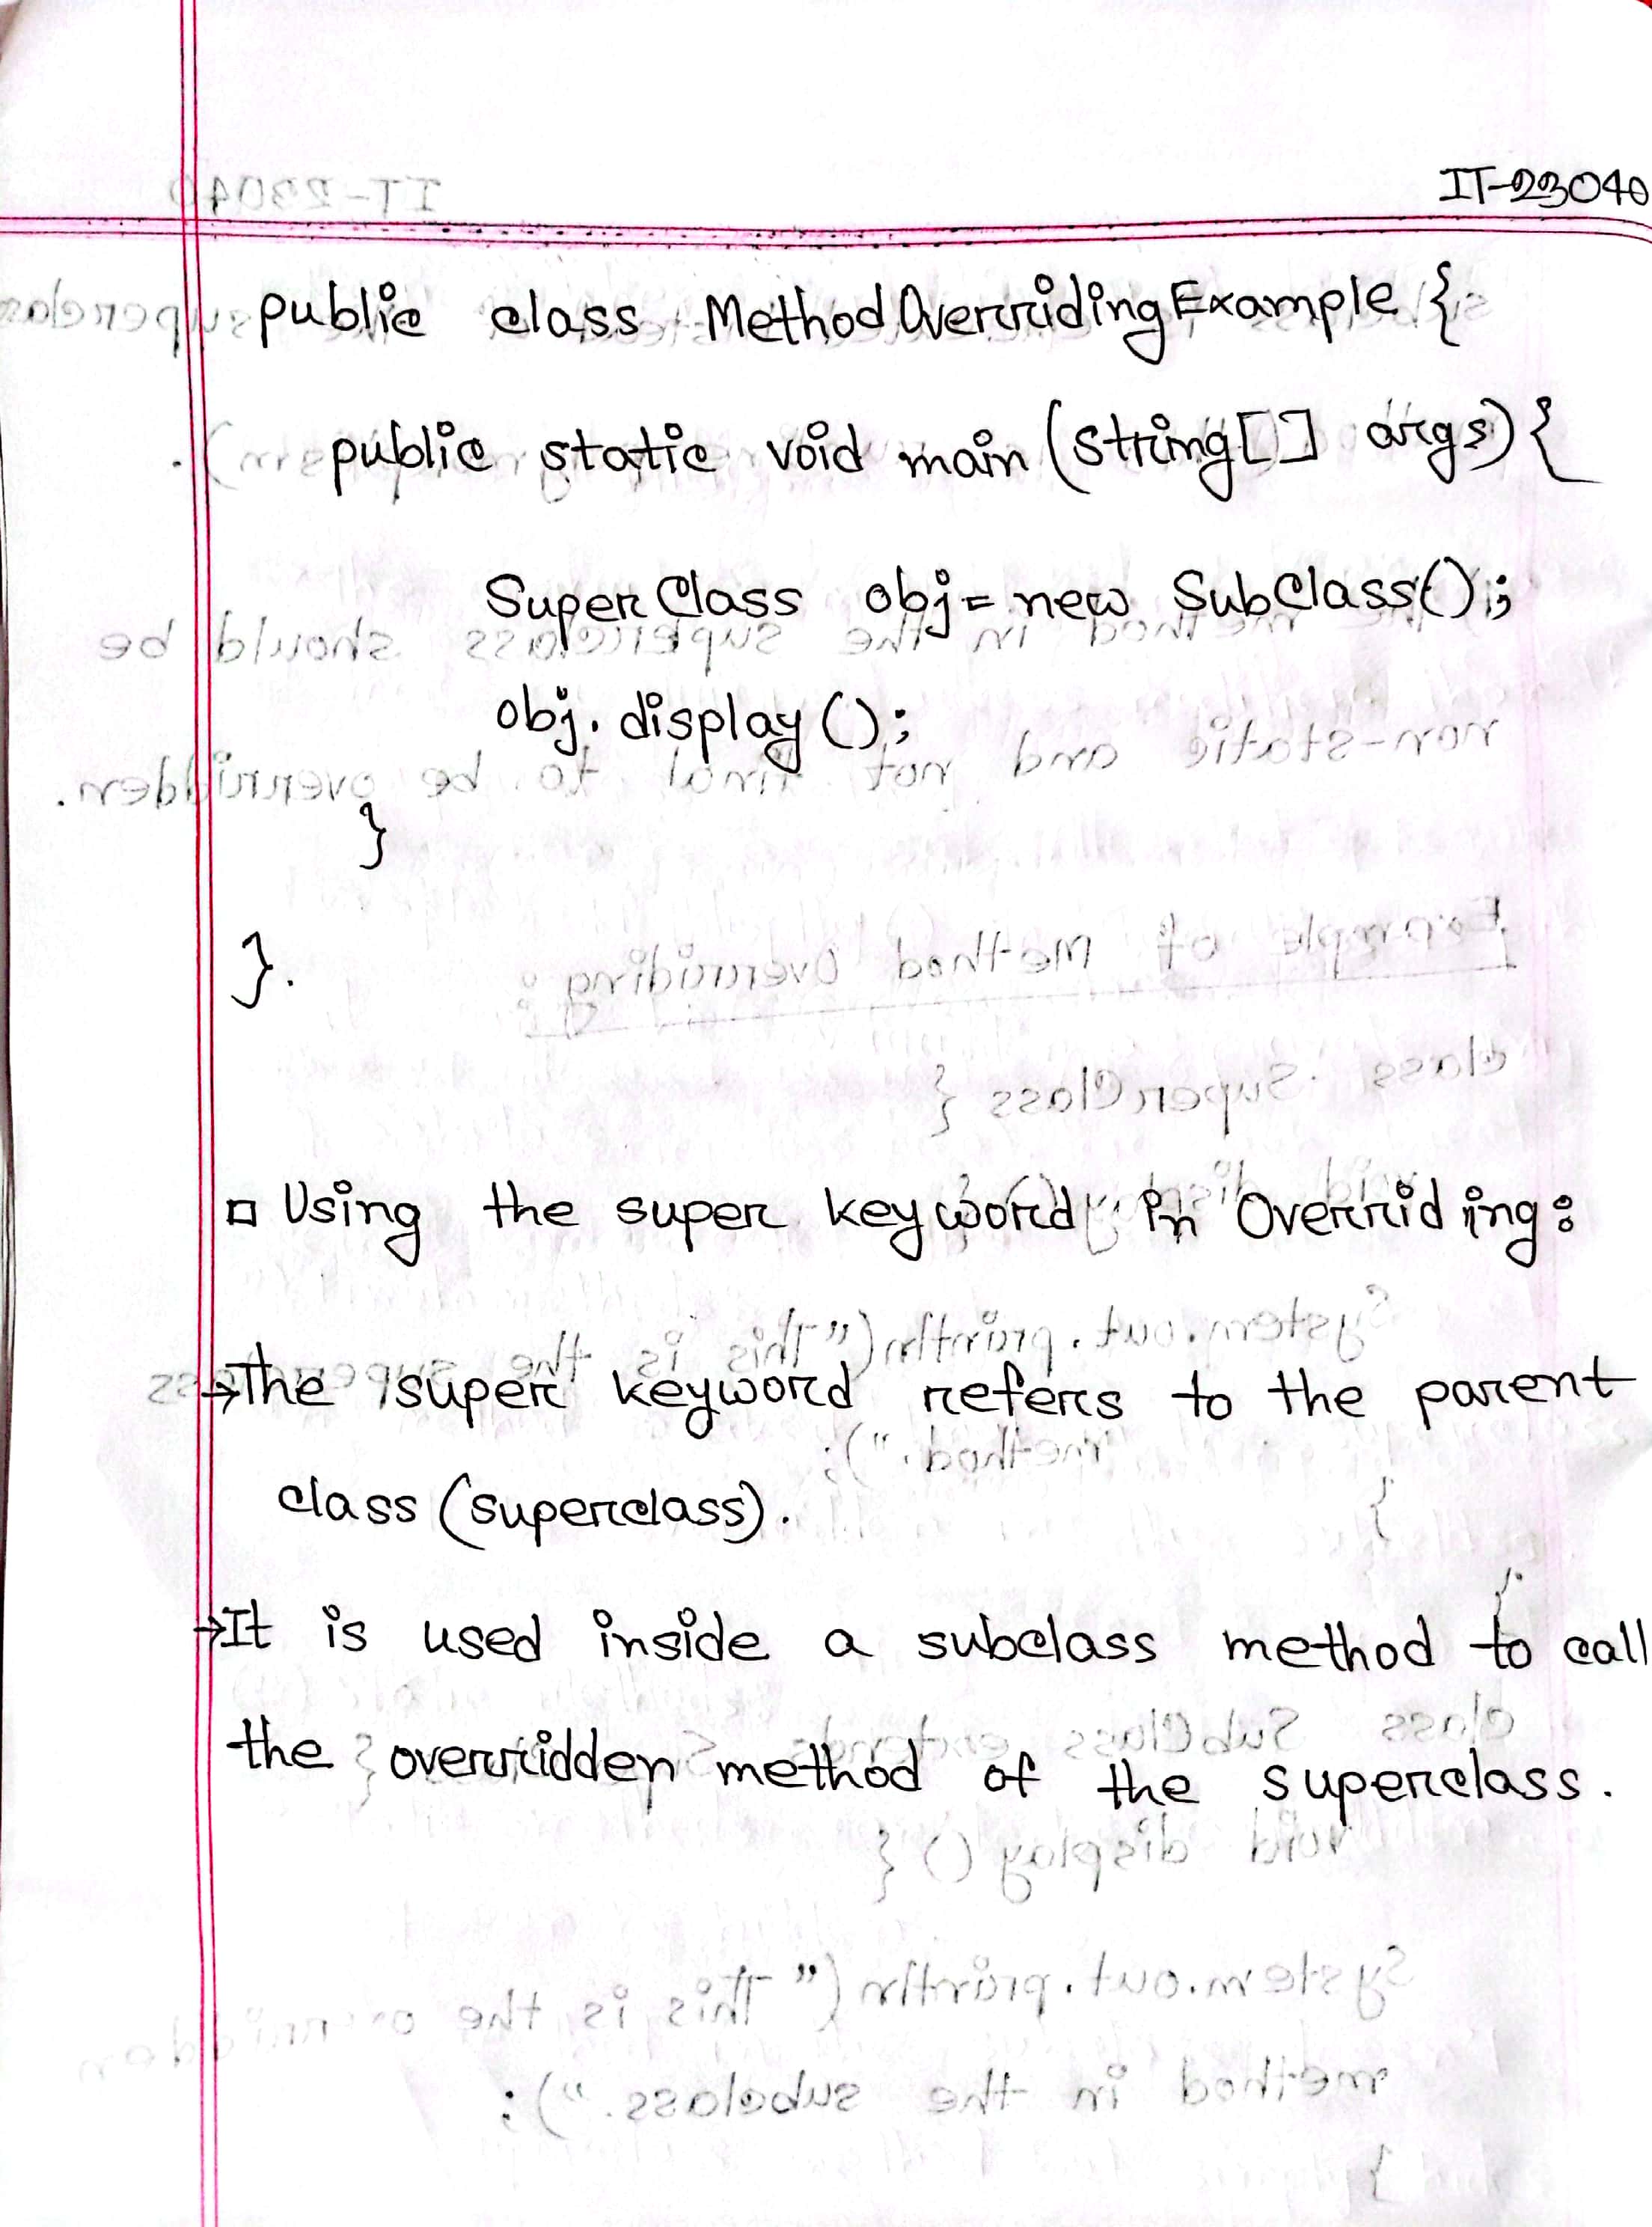 IT-23040
public class MethodOverridingExample {
public static void main (string[] args) {
SuperClass obj = new SubClass();
obj. display ();
}
}.
□ Using the super keyword in Overriding:
→The super keyword refers to the parent
class (superclass).
→It is used inside a subclass method to call
the overridden method of the superclass.